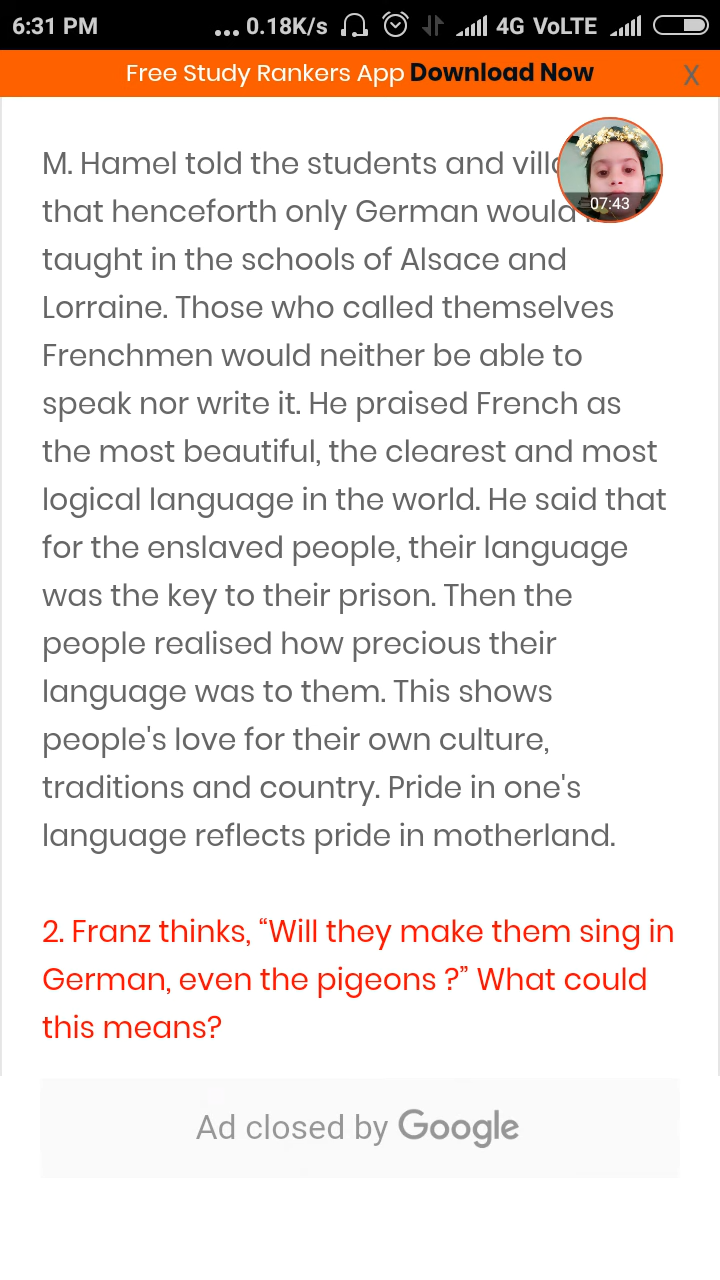 6:31 PM ... 0.18K/s 4G VoLTE
Free Study Rankers App Download Now X
M. Hamel told the students and
07:43
that henceforth only German would
taught in the schools of Alsace and
Lorraine. Those who called themselves
Frenchmen would neither be able to
speak nor write it. He praised French as
the most beautiful, the clearest and most
logical language in the world. He said that
for the enslaved people, their language
was the key to their prison. Then the
people realised how precious their
language was to them. This shows
people's love for their own culture,
traditions and country. Pride in one's
language reflects pride in motherland.
2. Franz thinks, “Will they make them sing in
German, even the pigeons ?” What could
this means?
Ad closed by Google